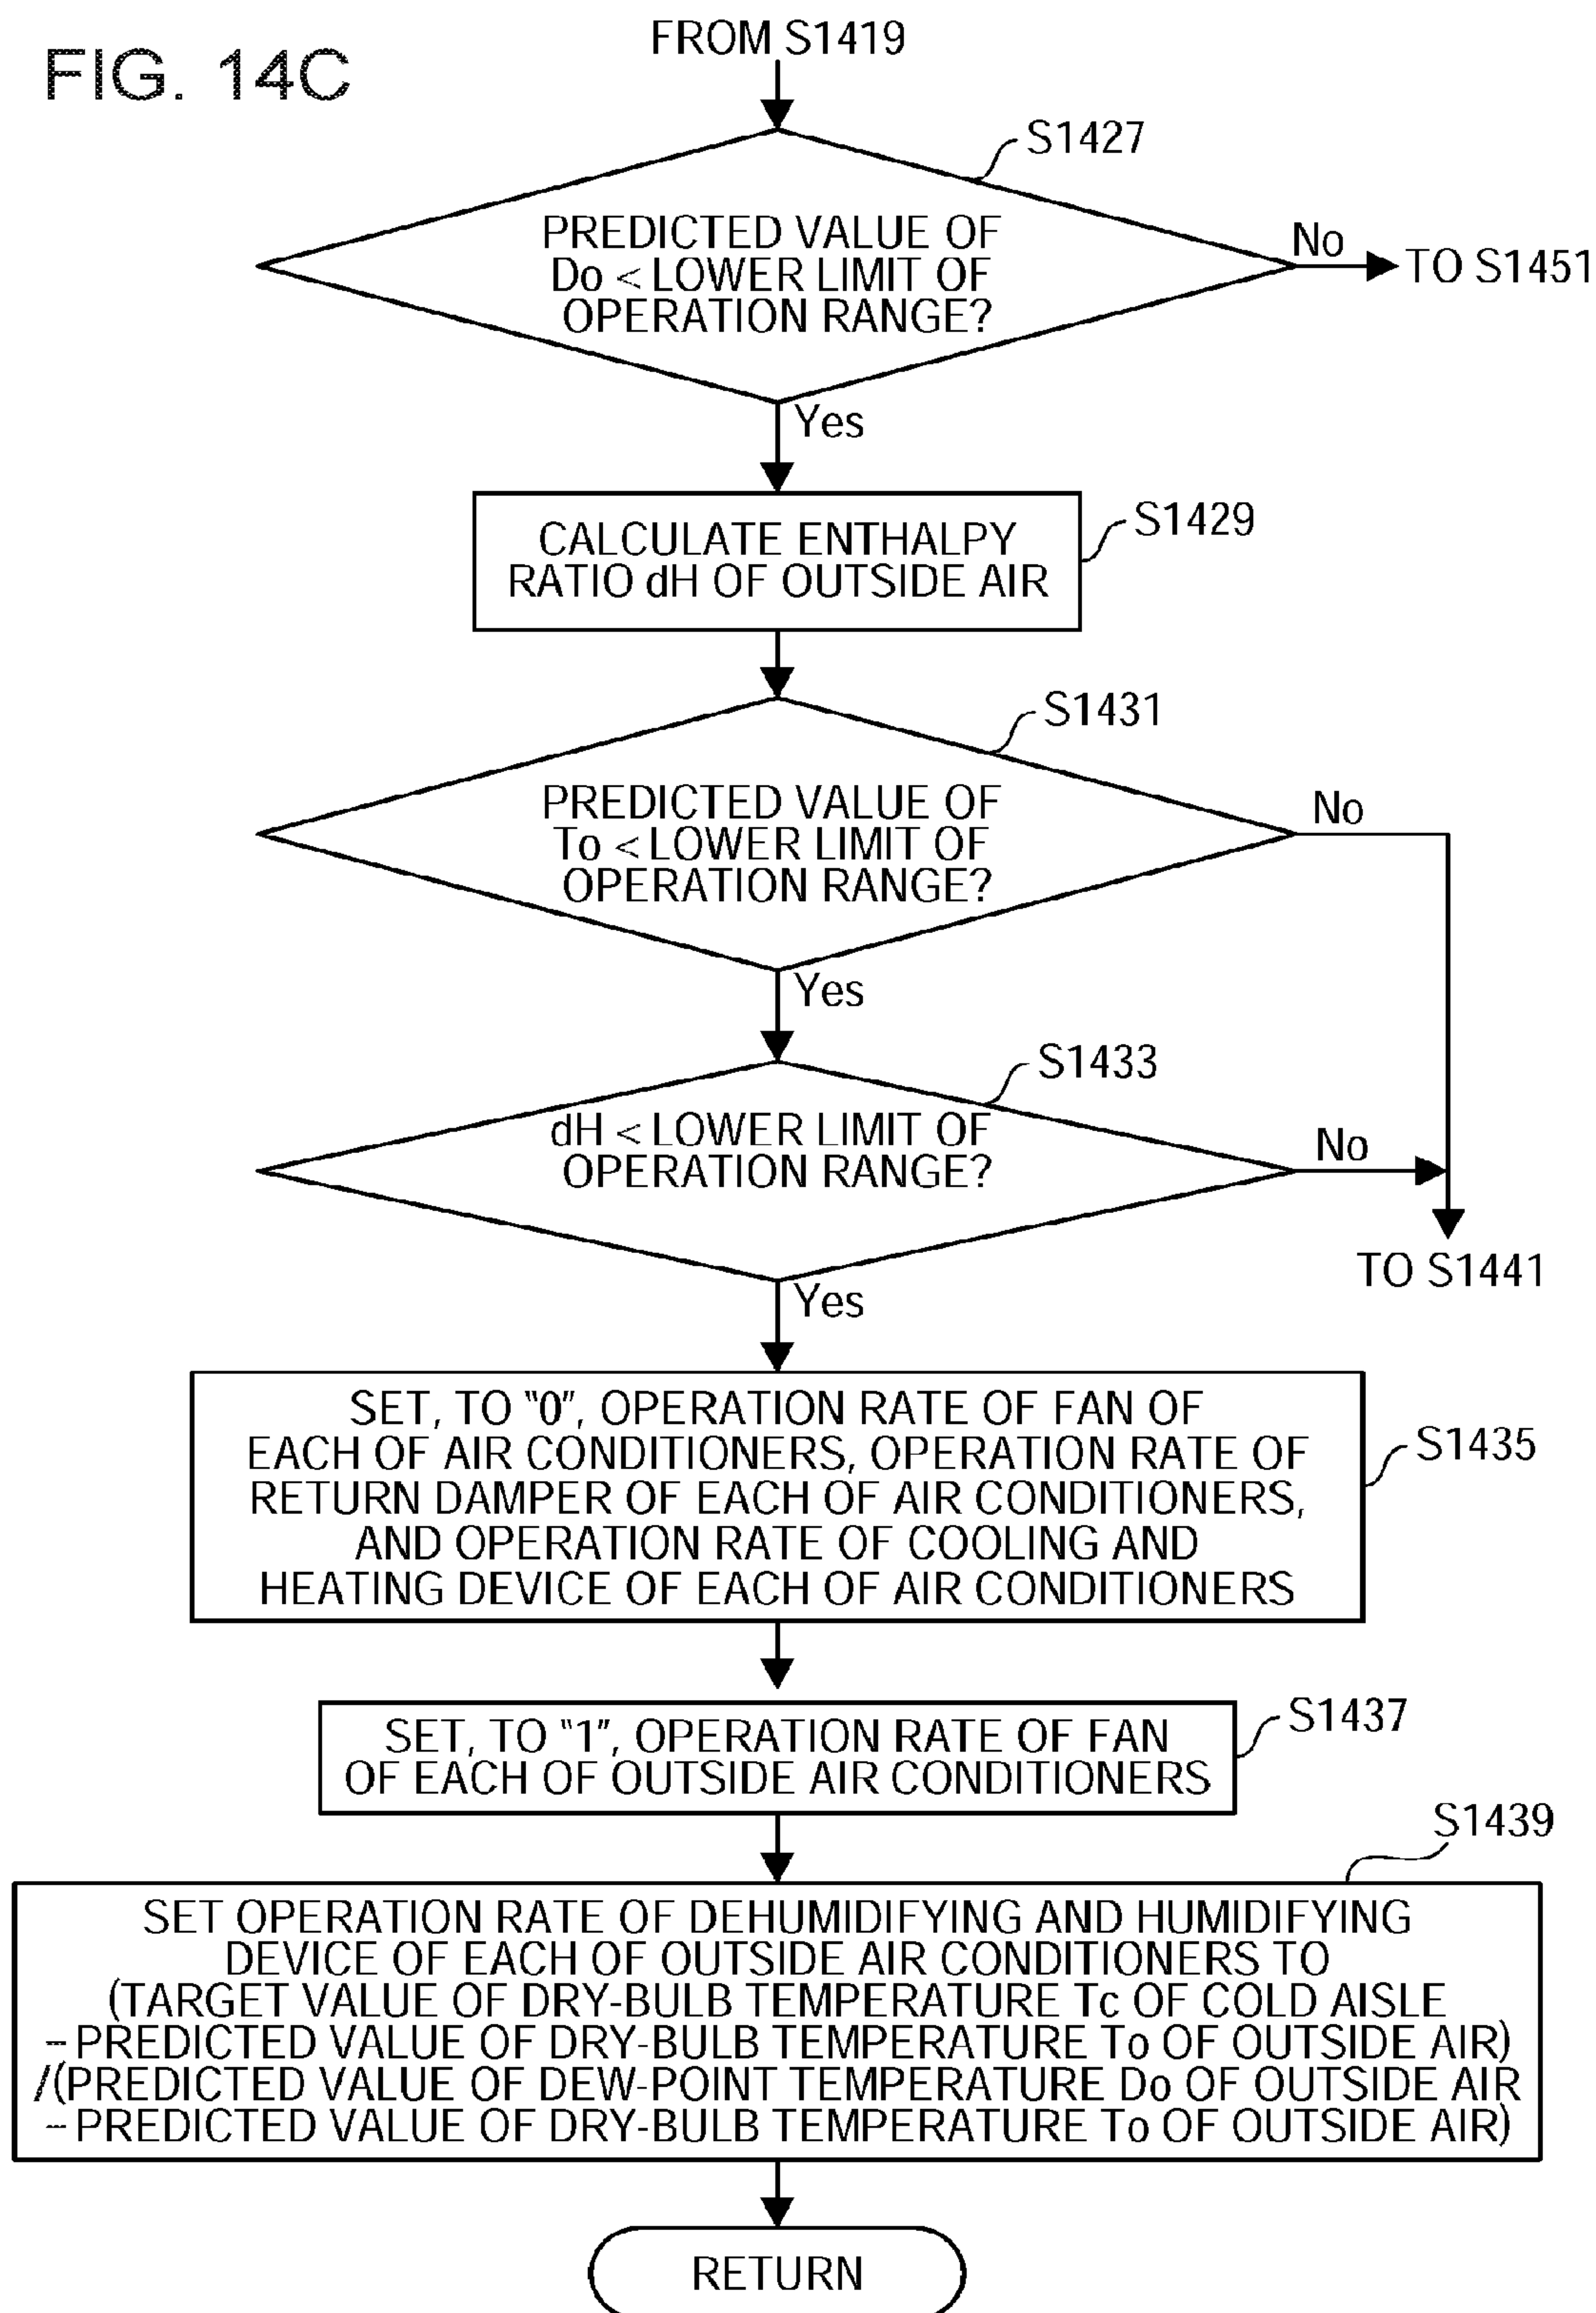 FIG. 14C
FROM S1419
S1427
PREDICTED VALUE OF
Do < LOWER LIMIT OF
OPERATION RANGE?
No
TO S1451
Yes
S1429
CALCULATE ENTHALPY
RATIO dH OF OUTSIDE AIR
S1431
PREDICTED VALUE OF
To < LOWER LIMIT OF
OPERATION RANGE?
No
Yes
S1433
dH < LOWER LIMIT OF
OPERATION RANGE?
No
TO S1441
Yes
SET, TO "0", OPERATION RATE OF FAN OF
EACH OF AIR CONDITIONERS, OPERATION RATE OF
RETURN DAMPER OF EACH OF AIR CONDITIONERS,
AND OPERATION RATE OF COOLING AND
HEATING DEVICE OF EACH OF AIR CONDITIONERS
S1435
SET, TO "1", OPERATION RATE OF FAN
OF EACH OF OUTSIDE AIR CONDITIONERS
S1437
S1439
SET OPERATION RATE OF DEHUMIDIFYING AND HUMIDIFYING
DEVICE OF EACH OF OUTSIDE AIR CONDITIONERS TO
(TARGET VALUE OF DRY-BULB TEMPERATURE Tc OF COLD AISLE
– PREDICTED VALUE OF DRY-BULB TEMPERATURE To OF OUTSIDE AIR)
/(PREDICTED VALUE OF DEW-POINT TEMPERATURE Do OF OUTSIDE AIR
– PREDICTED VALUE OF DRY-BULB TEMPERATURE To OF OUTSIDE AIR)
RETURN